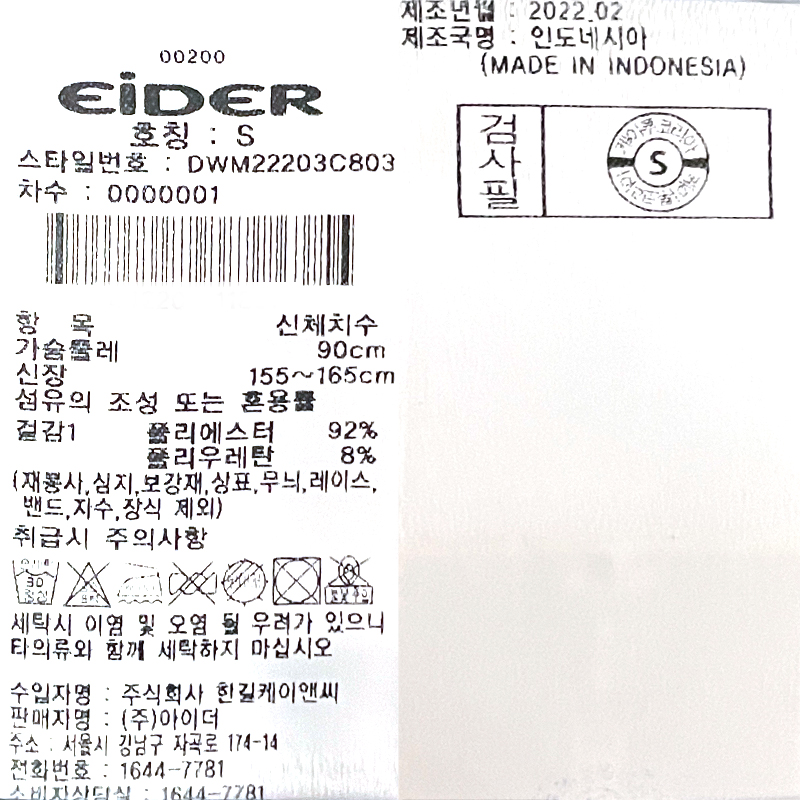 00200
EiDER
호칭 : S
스타일번호 : DWM22203C803
차수 : 0000001
항 목 신체치수
가슴둘레 90cm
신장 155~165cm
섬유의 조성 또는 혼용률
겉감1 폴리에스터 92%
폴리우레탄 8%
(재봉사,심지,보강재,상표,무늬,레이스,
밴드,자수,장식 제외)
취급시 주의사항
30
세탁시 이염 및 오염 될 우려가 있으니
타의류와 함께 세탁하지 마십시오
수입자명 : 주식회사 한길케이앤씨
판매자명 : (주)아이더
주소 : 서울시 강남구 자곡로 174-14
전화번호 : 1644-7781
소비자상담실 : 1644-7781
제조년월 : 2022.02
제조국명 : 인도네시아
(MADE IN INDONESIA)
검사필
S